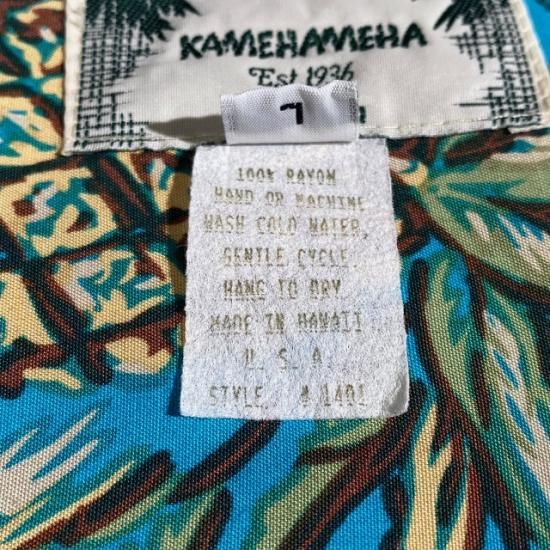 KAMEHAMEHA
Est 1936
100% RAYON
HAND OR MACHINE
WASH COLD WATER,
GENTLE CYCLE.
HANG TO DRY
MADE IN HAWAII
U. S. A
STYLE # 1401